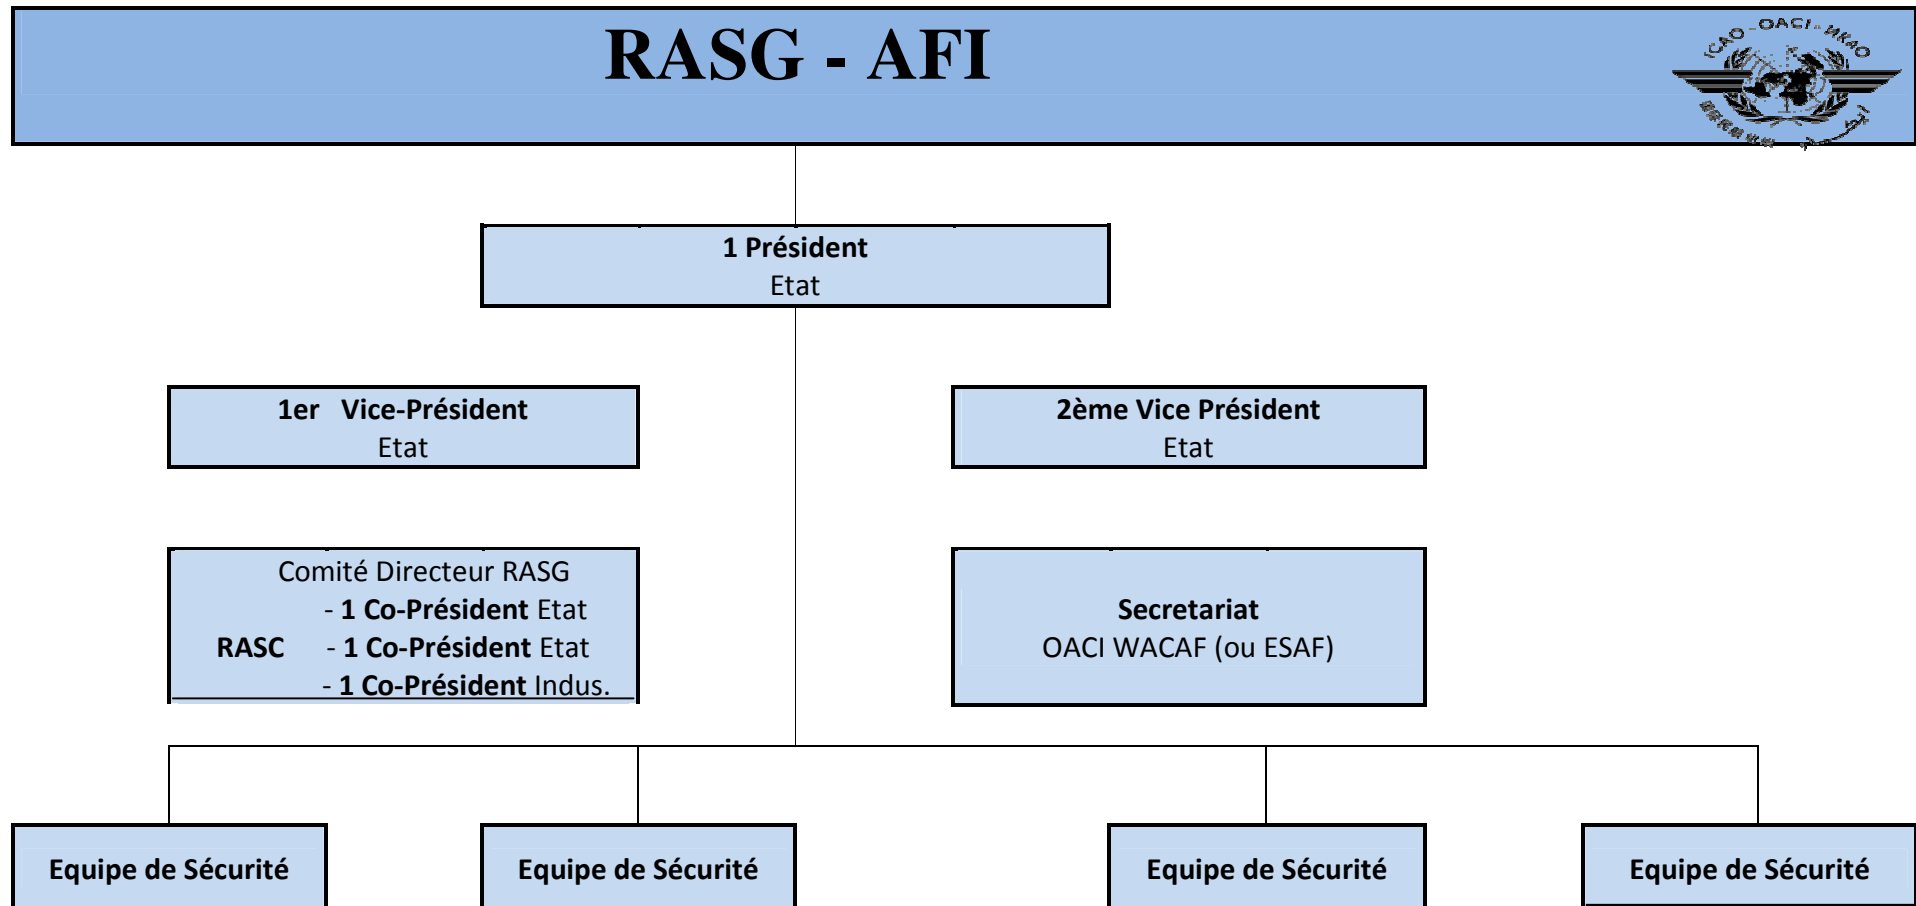 RASG - AFI
ICAO - OACI - ИКАО
1 Président
Etat
1er Vice-Président
Etat
2ème Vice Président
Etat
Comité Directeur RASG
- 1 Co-Président Etat
RASC - 1 Co-Président Etat
- 1 Co-Président Indus.
Secretariat
OACI WACAF (ou ESAF)
Equipe de Sécurité
Equipe de Sécurité
Equipe de Sécurité
Equipe de Sécurité